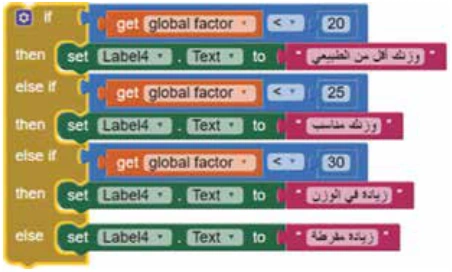 if get global factor < 20
then set Label4 . Text to " وزنك أقل من الطبيعي "
else if get global factor < 25
then set Label4 . Text to " وزنك مناسب "
else if get global factor < 30
then set Label4 . Text to " زيادة في الوزن "
else set Label4 . Text to " زيادة مفرطة "